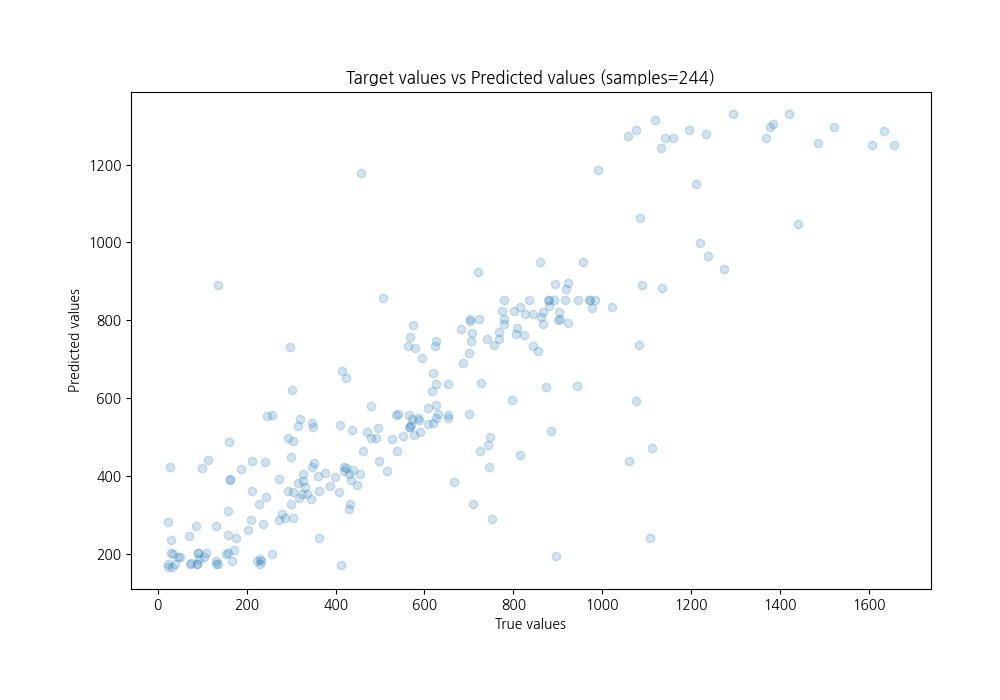 Target values vs Predicted values (samples=244)
1200
1000
800
600
400
200
Predicted values
0 200 400 600 800 1000 1200 1400 1600
True values